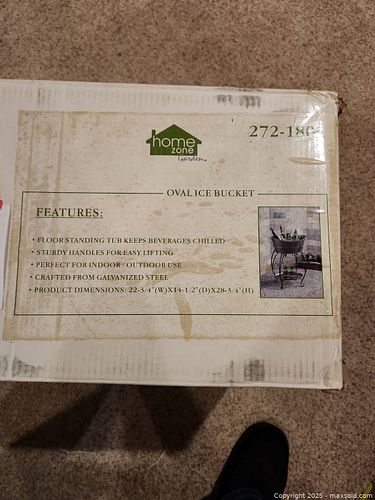 home
zone
Garden
272-180
OVAL ICE BUCKET
FEATURES:
• FLOOR STANDING TUB KEEPS BEVERAGES CHILLED
• STURDY HANDLES FOR EASY LIFTING
• PERFECT FOR INDOOR / OUTDOOR USE
• CRAFTED FROM GALVANIZED STEEL
• PRODUCT DIMENSIONS: 22-3/4"(W)X14-1/2"(D)X28-3/4"(H)
Copyright 2025 - maxsold.com